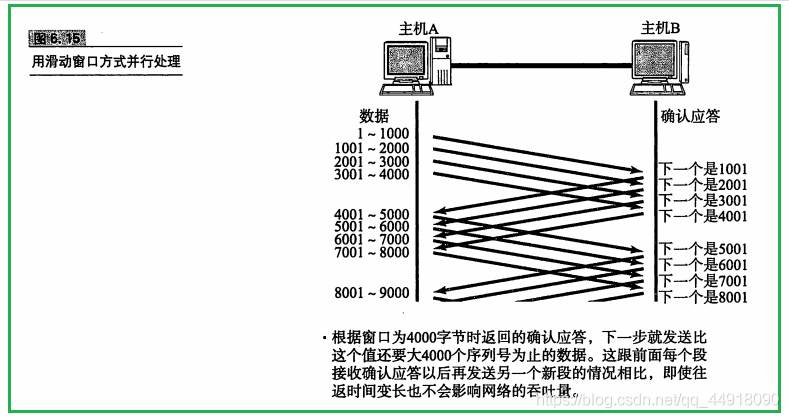 图6.15
用滑动窗口方式并行处理
主机A
主机B
数据
确认应答
1～1000
1001～2000
2001～3000
3001～4000
下一个是1001
下一个是2001
下一个是3001
下一个是4001
4001～5000
5001～6000
6001～7000
7001～8000
下一个是5001
下一个是6001
下一个是7001
下一个是8001
8001～9000
·根据窗口为4000字节时返回的确认应答，下一步就发送比
这个值还要大4000个序列号为止的数据。这跟前面每个段
接收确认应答以后再发送另一个新段的情况相比，即使往
返时间变长也不会影响网络的吞吐量。
https://blog.csdn.net/qq_44918090